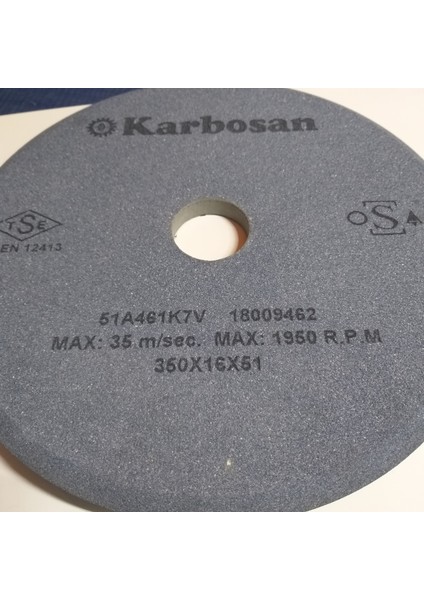 Karbosan
TSE
EN 12413
OSA
51A461K7V 18009462
MAX: 35 m/sec. MAX: 1950 R.P.M
350X16X51